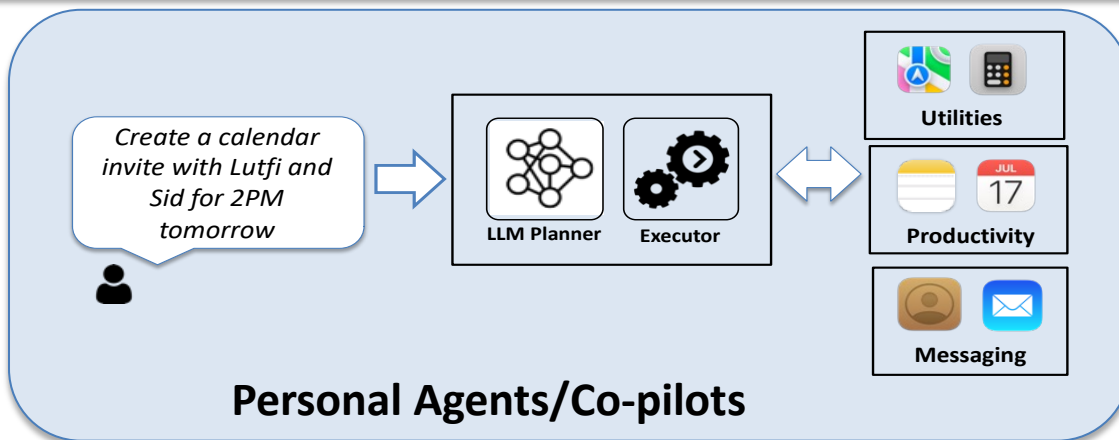 Create a calendar
invite with Lutfi and
Sid for 2PM
tomorrow
LLM Planner
Executor
Utilities
JUL
17
Productivity
Messaging
Personal Agents/Co-pilots